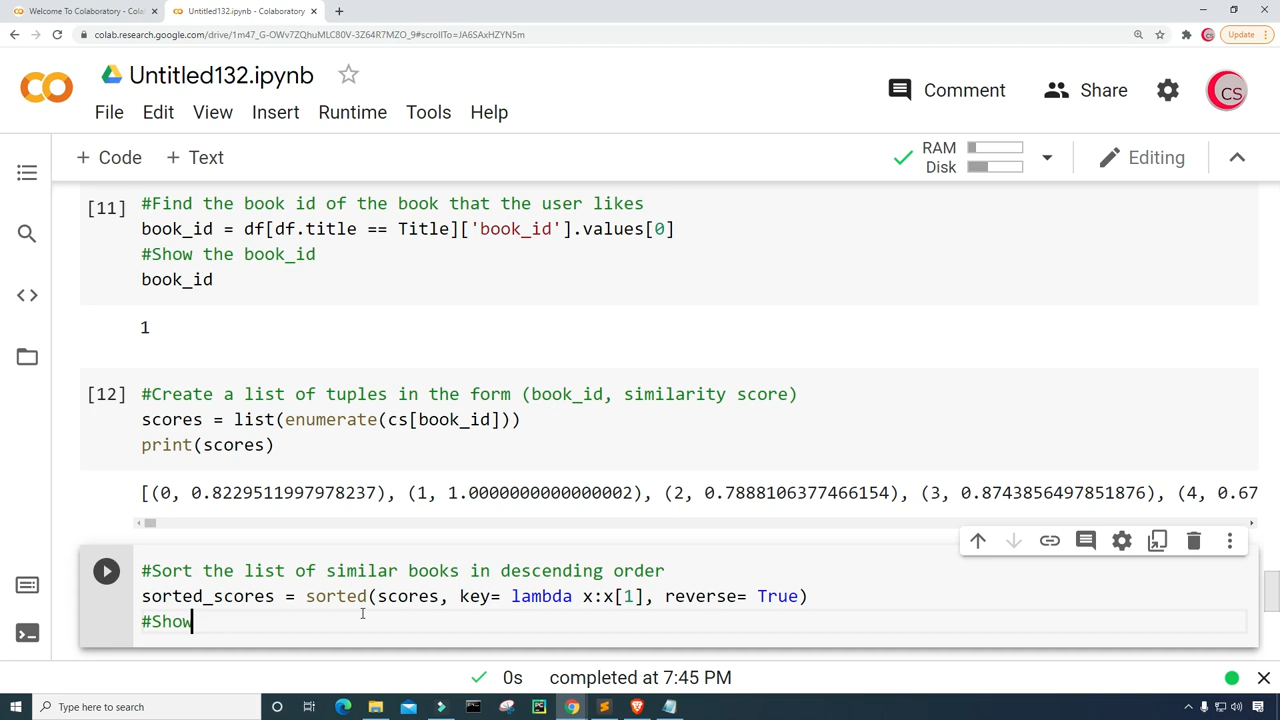 Welcome To Colaboratory - Colab
Untitled132.ipynb - Colaboratory
colab.research.google.com/drive/1m47_G-OWv7ZQhuMLC80V-3Z64R7MZO_9#scrollTo=JA6SAxHZYN5m
Update
Untitled132.ipynb
File Edit View Insert Runtime Tools Help
Comment
Share
CS
+ Code + Text
RAM
Disk
Editing
[11]
#Find the book id of the book that the user likes
book_id = df[df.title == Title]['book_id'].values[0]
#Show the book_id
book_id
1
[12]
#Create a list of tuples in the form (book_id, similarity score)
scores = list(enumerate(cs[book_id]))
print(scores)
[(0, 0.8229511997978237), (1, 1.0000000000000002), (2, 0.7888106377466154), (3, 0.8743856497851876), (4, 0.67
#Sort the list of similar books in descending order
sorted_scores = sorted(scores, key= lambda x:x[1], reverse= True)
#Show
0s completed at 7:45 PM
Type here to search